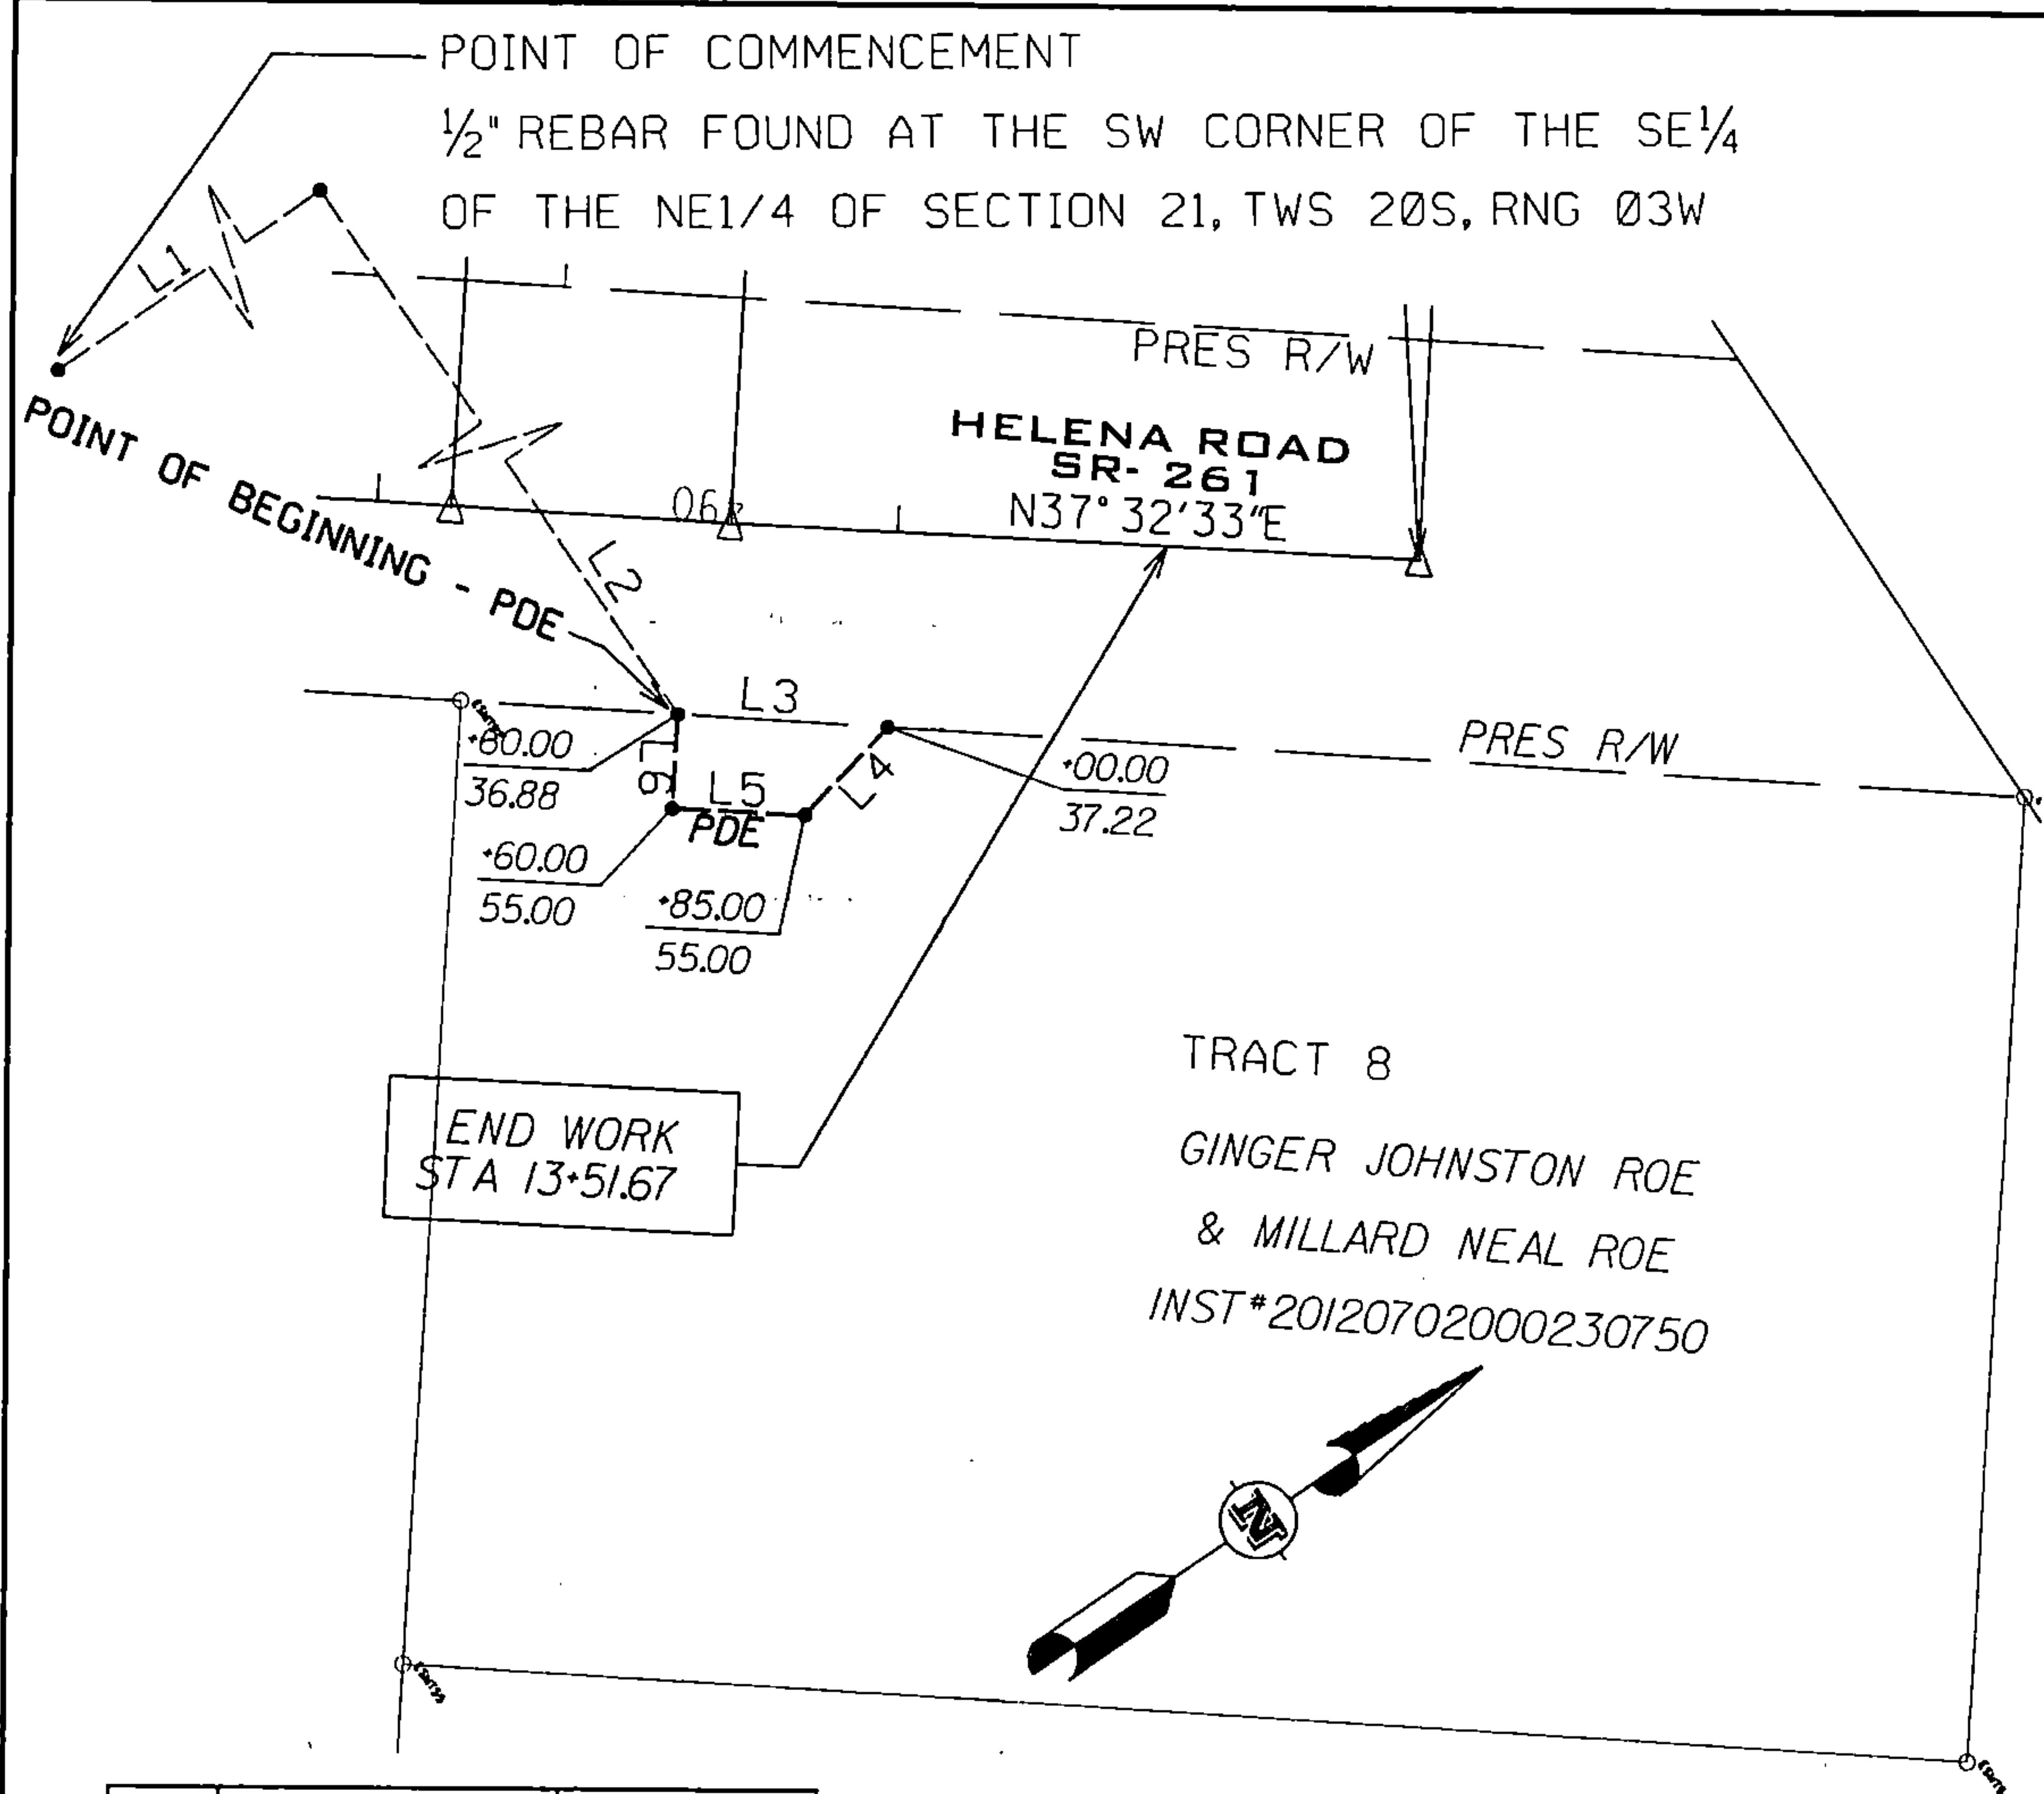 POINT OF COMMENCEMENT
½" REBAR FOUND AT THE SW CORNER OF THE SE¼
OF THE NE1/4 OF SECTION 21, TWS 20S, RNG 03W
L1
PRES R/W
HELENA ROAD
SR- 261
N37°32'33"E
POINT OF BEGINNING - PDE
L2
L3
PRES R/W
+60.00
36.88
L6
L5
PDE
L4
+00.00
37.22
+60.00
55.00
+85.00
55.00
END WORK
STA 13+51.67
TRACT 8
GINGER JOHNSTON ROE
& MILLARD NEAL ROE
INST#20120702000230750
N